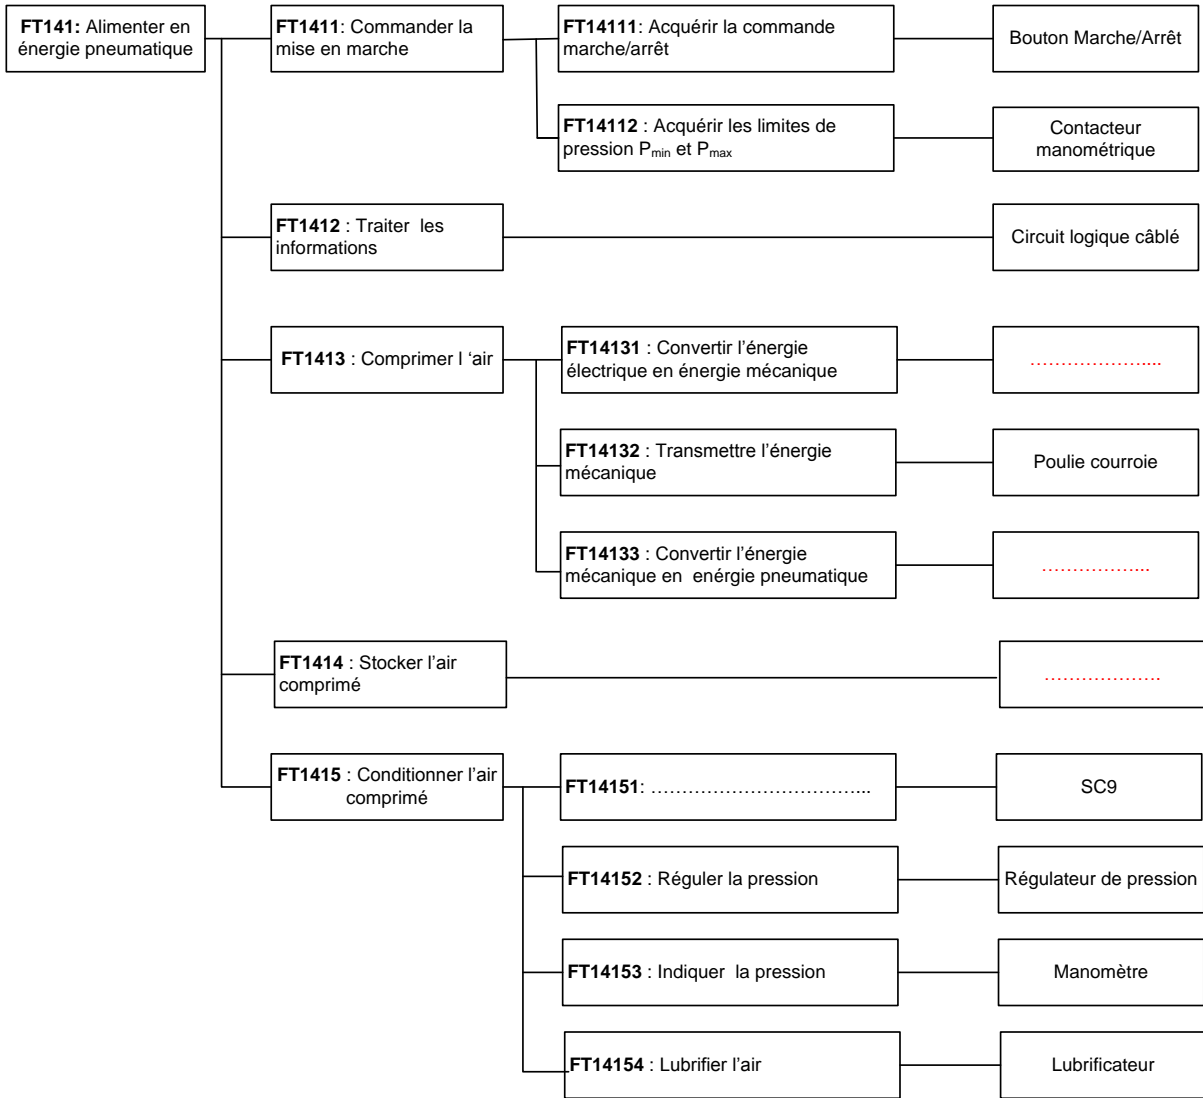 FT141: Alimenter en
énergie pneumatique
FT1411: Commander la
mise en marche
FT14111: Acquérir la commande
marche/arrêt
Bouton Marche/Arrêt
FT14112 : Acquérir les limites de
pression Pmin et Pmax
Contacteur
manométrique
FT1412 : Traiter les
informations
Circuit logique câblé
FT1413 : Comprimer l ‘air
FT14131 : Convertir l’énergie
électrique en énergie mécanique
………………....
FT14132 : Transmettre l’énergie
mécanique
Poulie courroie
FT14133 : Convertir l’énergie
mécanique en enérgie pneumatique
……………...
FT1414 : Stocker l’air
comprimé
……………….
FT1415 : Conditionner l’air
comprimé
FT14151: ……………………………...
SC9
FT14152 : Réguler la pression
Régulateur de pression
FT14153 : Indiquer la pression
Manomètre
FT14154 : Lubrifier l’air
Lubrificateur